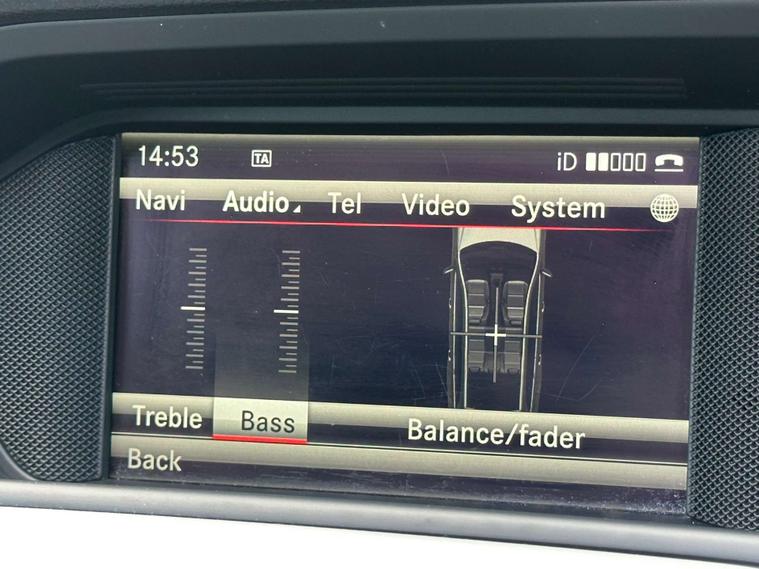 14:53 TA iD
Navi Audio Tel Video System
Treble Bass Balance/fader
Back